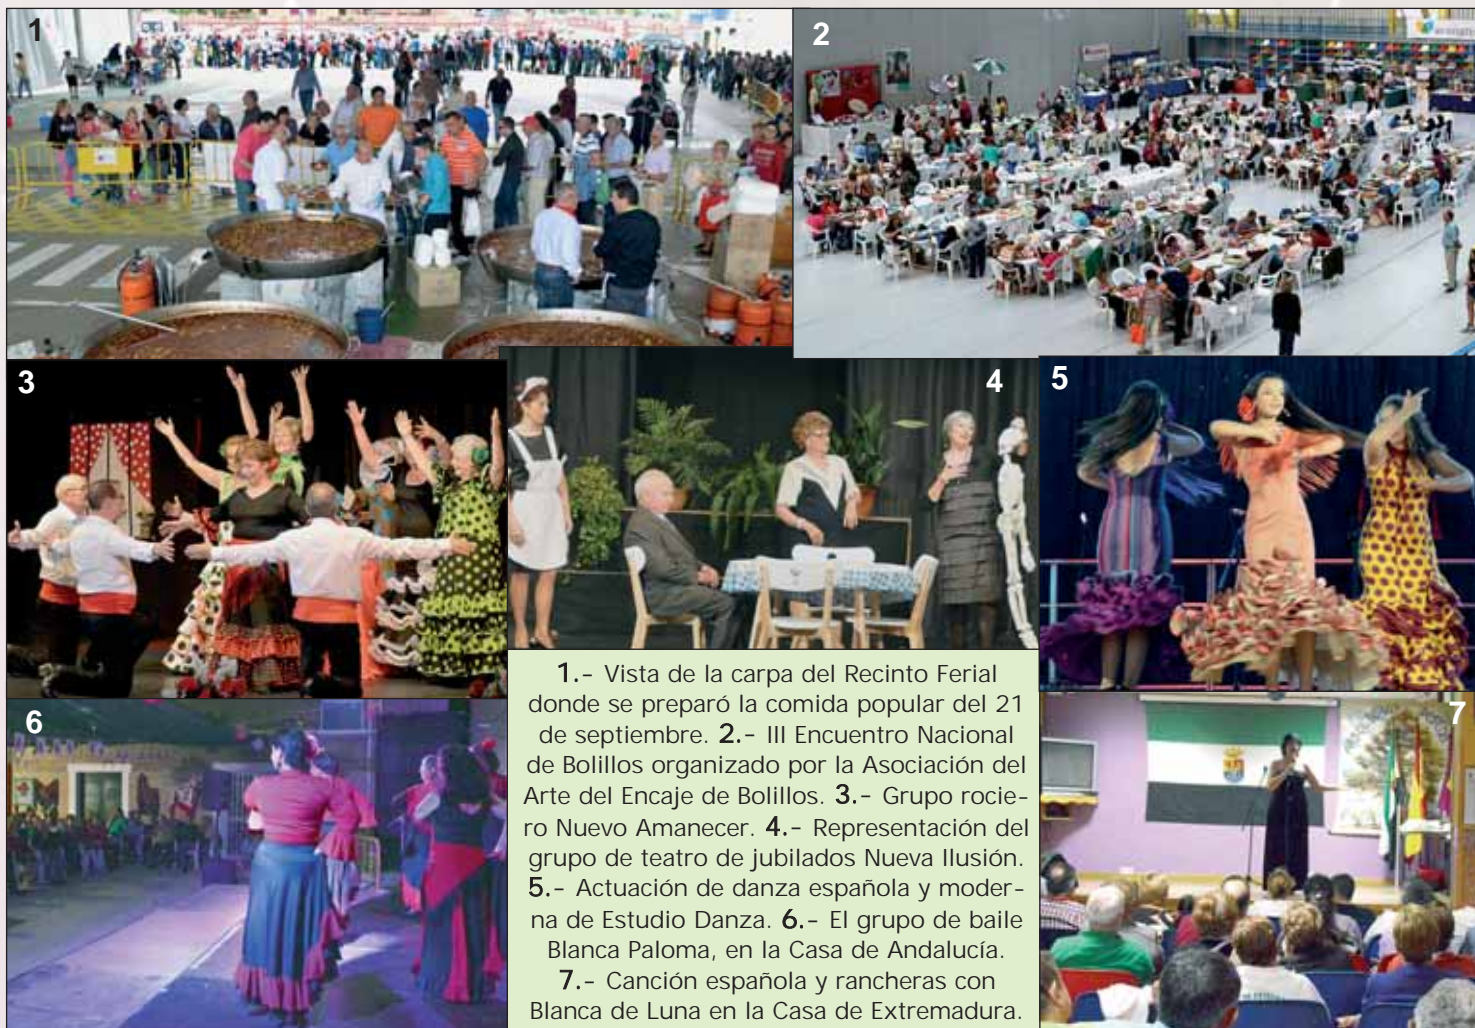 1
2
3
4
5
6
7
1.- Vista de la carpa del Recinto Ferial
donde se preparó la comida popular del 21
de septiembre. 2.- III Encuentro Nacional
de Bolillos organizado por la Asociación del
Arte del Encaje de Bolillos. 3.- Grupo rocie-
ro Nuevo Amanecer. 4.- Representación del
grupo de teatro de jubilados Nueva Ilusión.
5.- Actuación de danza española y moder-
na de Estudio Danza. 6.- El grupo de baile
Blanca Paloma, en la Casa de Andalucía.
7.- Canción española y rancheras con
Blanca de Luna en la Casa de Extremadura.